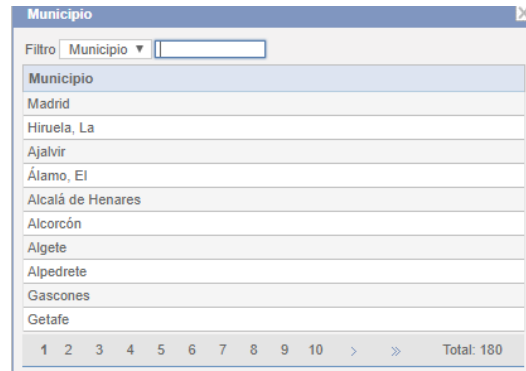 Municipio
Filtro Municipio
Municipio
Madrid
Hiruela, La
Ajalvir
Álamo, El
Alcalá de Henares
Alcorcón
Algete
Alpedrete
Gascones
Getafe
1 2 3 4 5 6 7 8 9 10 > » Total: 180